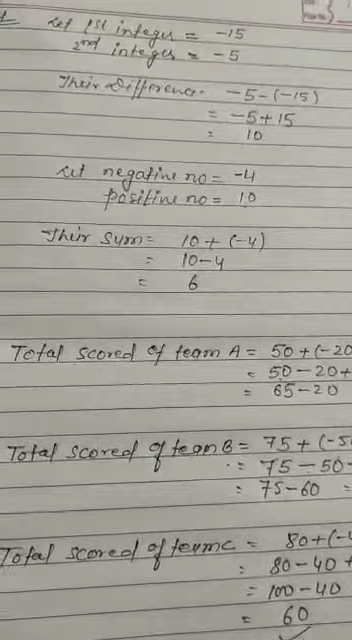 Let 1st integer = -15
2nd integer = -5
Their Difference = -5-(-15)
= -5+15
= 10
Let negative no = -4
positive no = 10
Their sum = 10+(-4)
= 10-4
= 6
Total scored of team A = 50+(-20
= 50-20+
= 65-20
Total scored of team B = 75+(-50
= 75-50-
= 75-60 =
Total scored of team C = 80+(-4
= 80-40+
= 100-40
= 60